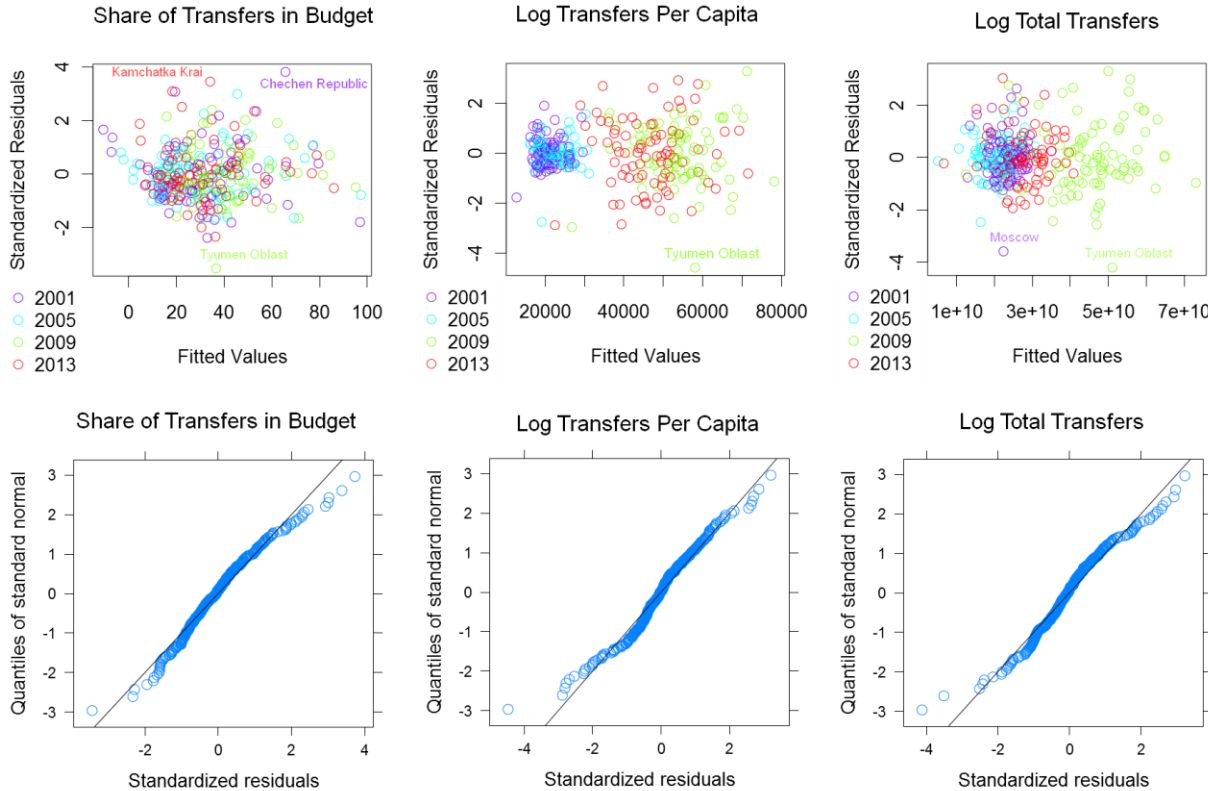 Share of Transfers in Budget
Standardized Residuals
4
2
0
-2
Kamchatka Krai
Chechen Republic
Tyumen Oblast
0 20 40 60 80 100
Fitted Values
2001
2005
2009
2013
Log Transfers Per Capita
Standardized Residuals
2
0
-2
-4
Tyumen Oblast
20000 40000 60000 80000
Fitted Values
2001
2005
2009
2013
Log Total Transfers
Standardized Residuals
4
2
0
-2
-4
Moscow
Tyumen Oblast
1e+10 3e+10 5e+10 7e+10
Fitted Values
2001
2005
2009
2013
Share of Transfers in Budget
Quantiles of standard normal
3
2
1
0
-1
-2
-3
-2 0 2 4
Standardized residuals
Log Transfers Per Capita
Quantiles of standard normal
3
2
1
0
-1
-2
-3
-4 -2 0 2
Standardized residuals
Log Total Transfers
Quantiles of standard normal
3
2
1
0
-1
-2
-3
-4 -2 0 2
Standardized residuals